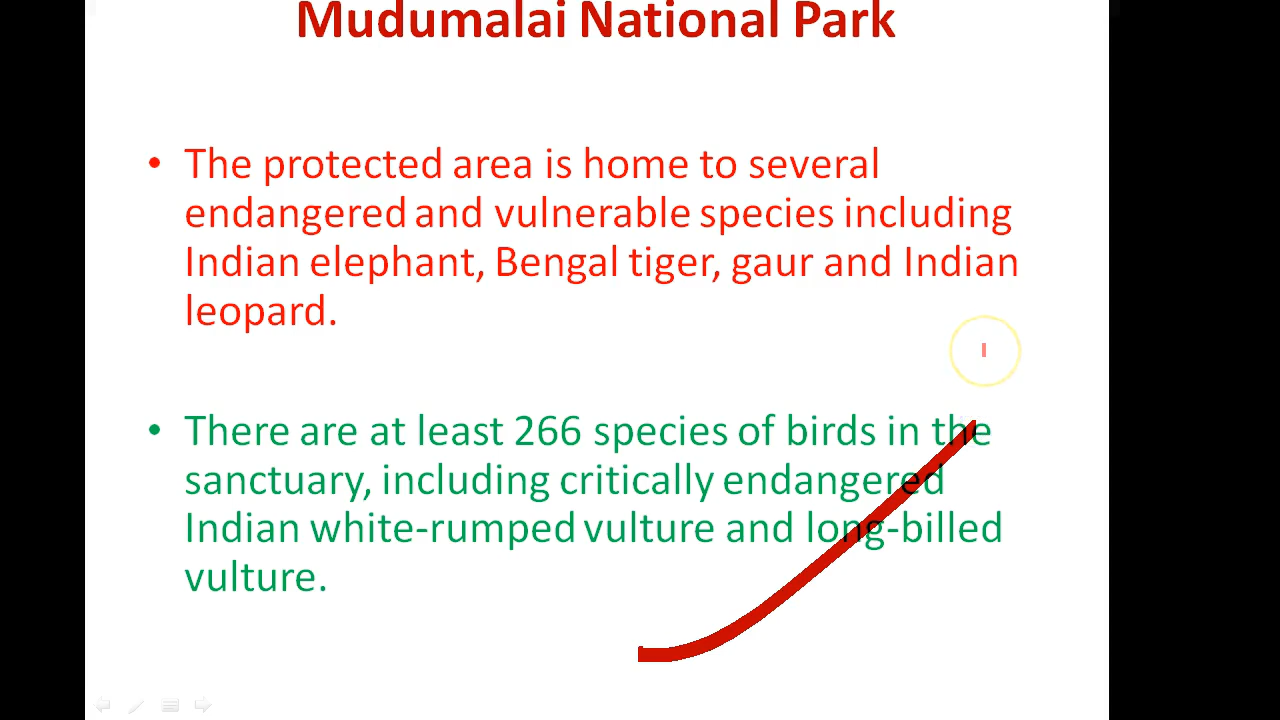 Mudumalai National Park
• The protected area is home to several
endangered and vulnerable species including
Indian elephant, Bengal tiger, gaur and Indian
leopard.
• There are at least 266 species of birds in the
sanctuary, including critically endangered
Indian white-rumped vulture and long-billed
vulture.